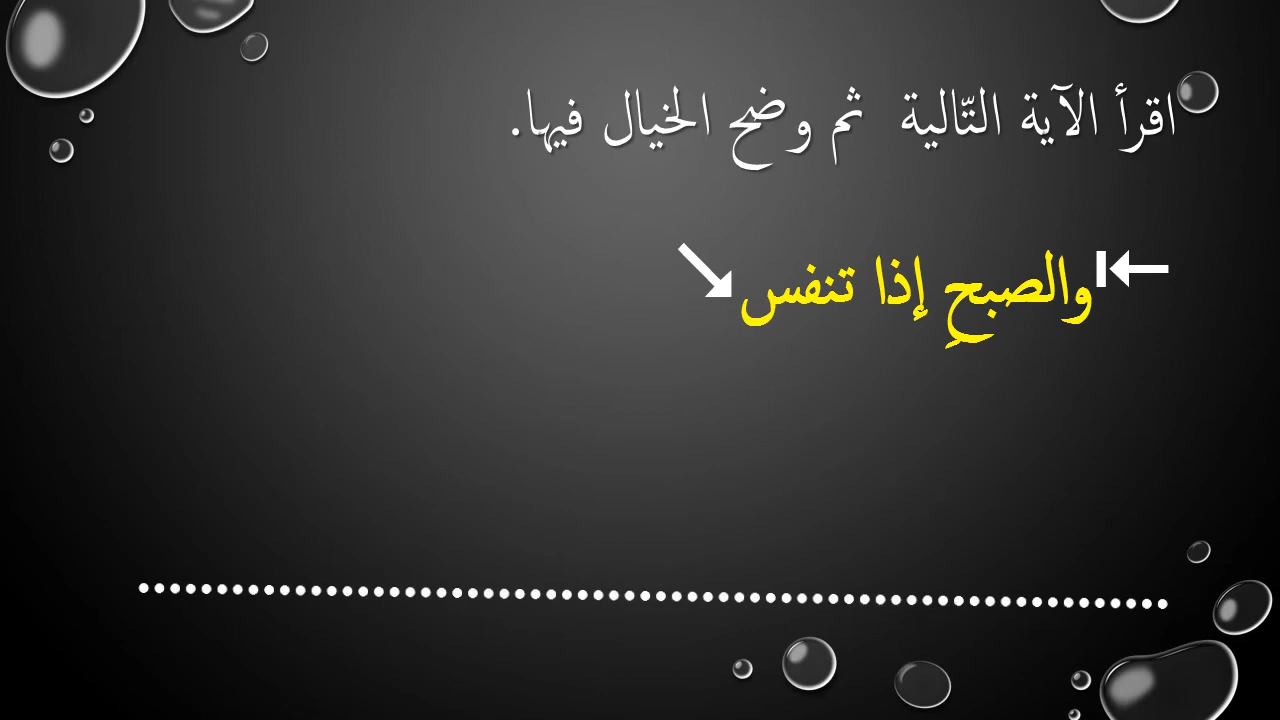 اقرأ الآية التّالية ثم وضح الخيال فيها.
والصبحِ إذا تنفس